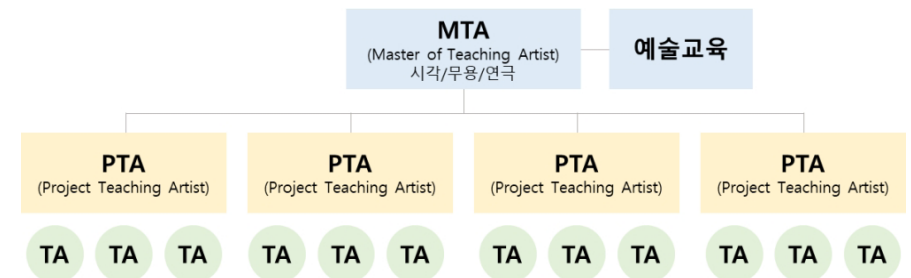 MTA
(Master of Teaching Artist)
시각/무용/연극
예술교육
PTA
(Project Teaching Artist)
PTA
(Project Teaching Artist)
PTA
(Project Teaching Artist)
PTA
(Project Teaching Artist)
TA TA TA TA TA TA TA TA TA TA TA TA